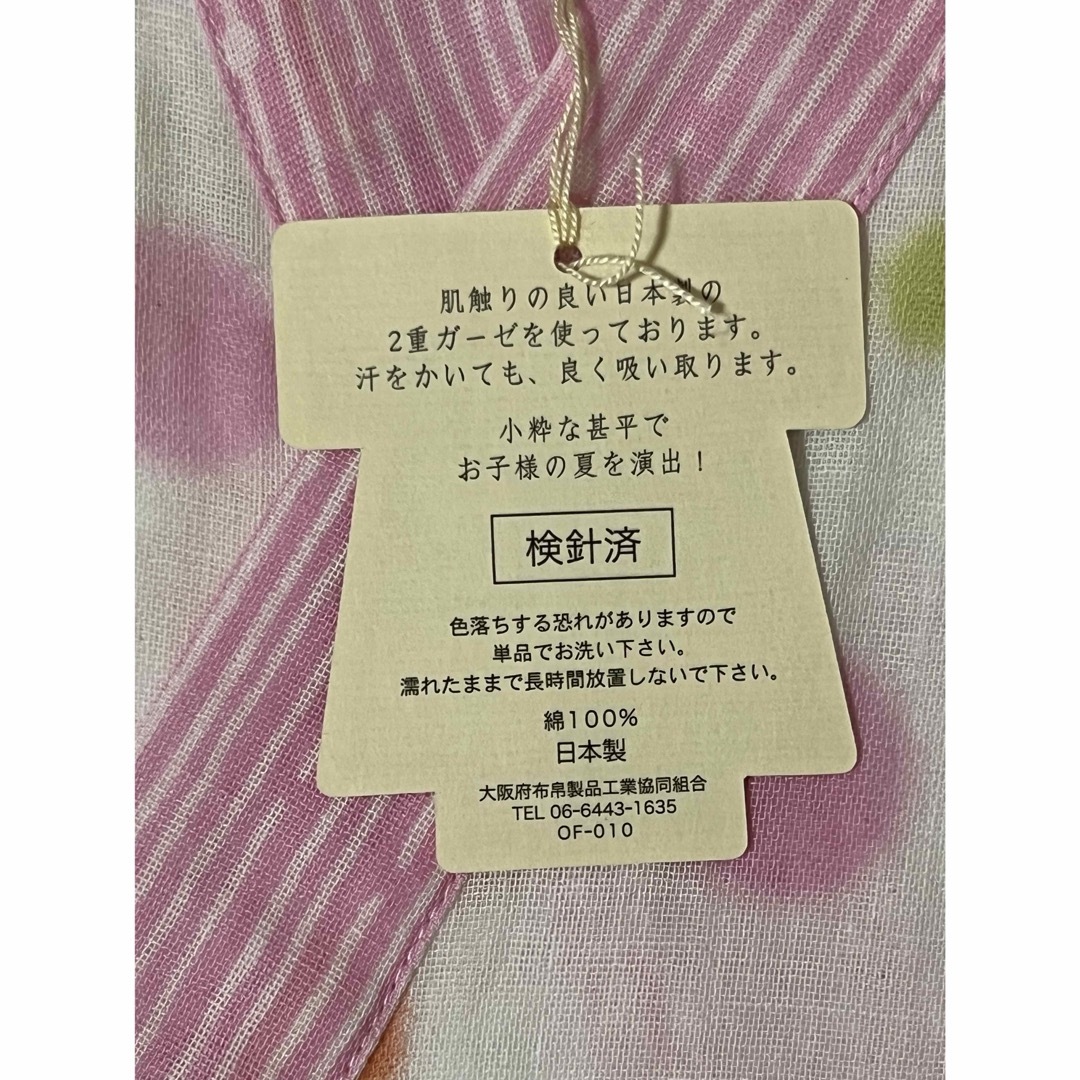 肌触りの良い日本製の
2重ガーゼを使っております。
汗をかいても、良く吸い取ります。
小粋な甚平で
お子様の夏を演出!
検針済
色落ちする恐れがありますので
単品でお洗い下さい。
濡れたままで長時間放置しないで下さい。
綿100%
日本製
大阪府布帛製品工業協同組合
TEL 06-6443-1635
OF-010